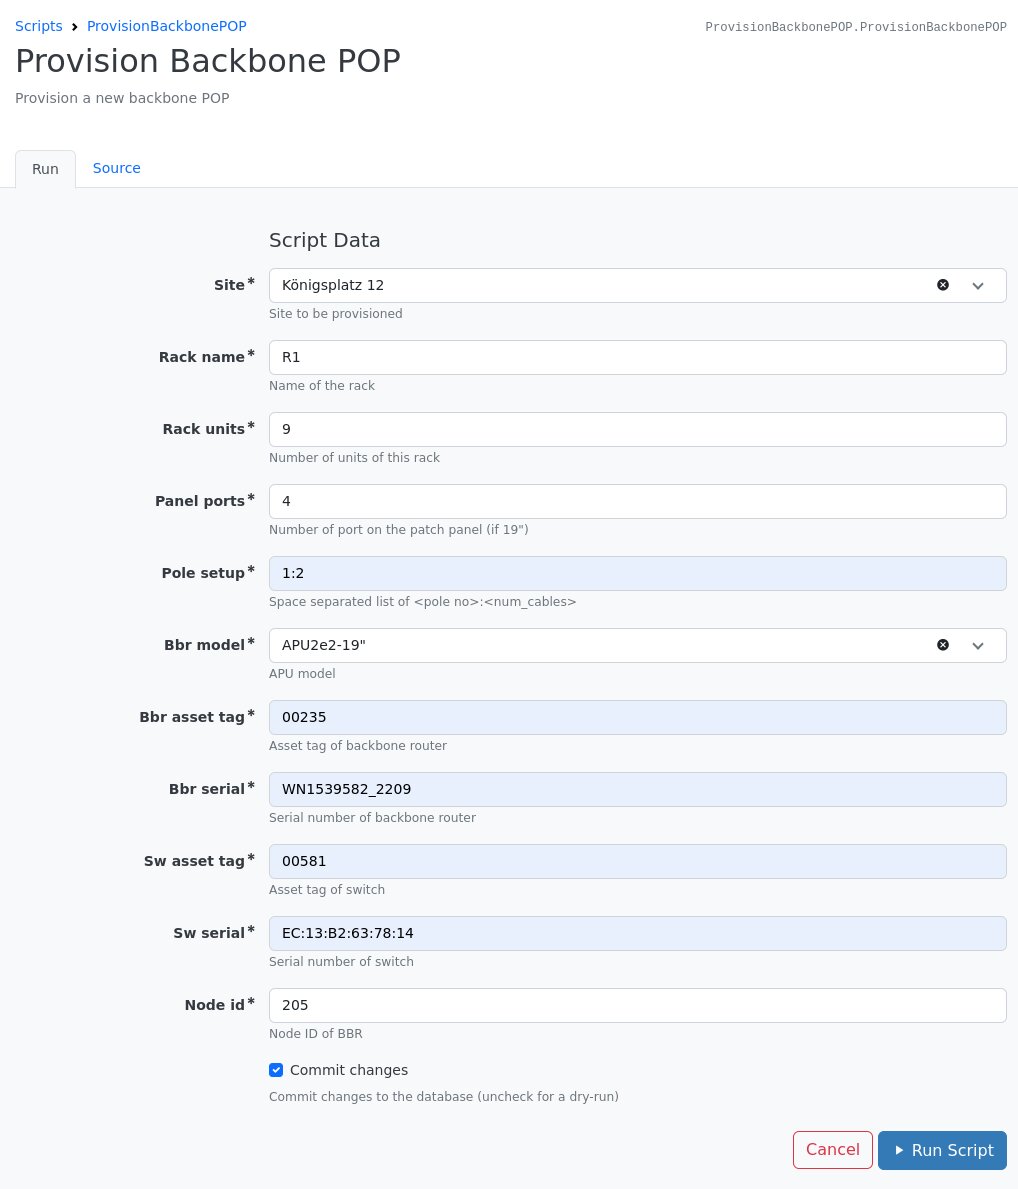 Scripts > ProvisionBackbonePOP
ProvisionBackbonePOP.ProvisionBackbonePOP
Provision Backbone POP
Provision a new backbone POP
Run
Source
Script Data
Site* Königsplatz 12
Site to be provisioned
Rack name* R1
Name of the rack
Rack units* 9
Number of units of this rack
Panel ports* 4
Number of port on the patch panel (if 19")
Pole setup* 1:2
Space separated list of <pole no>:<num_cables>
Bbr model* APU2e2-19"
APU model
Bbr asset tag* 00235
Asset tag of backbone router
Bbr serial* WN1539582_2209
Serial number of backbone router
Sw asset tag* 00581
Asset tag of switch
Sw serial* EC:13:B2:63:78:14
Serial number of switch
Node id* 205
Node ID of BBR
Commit changes
Commit changes to the database (uncheck for a dry-run)
Cancel
Run Script